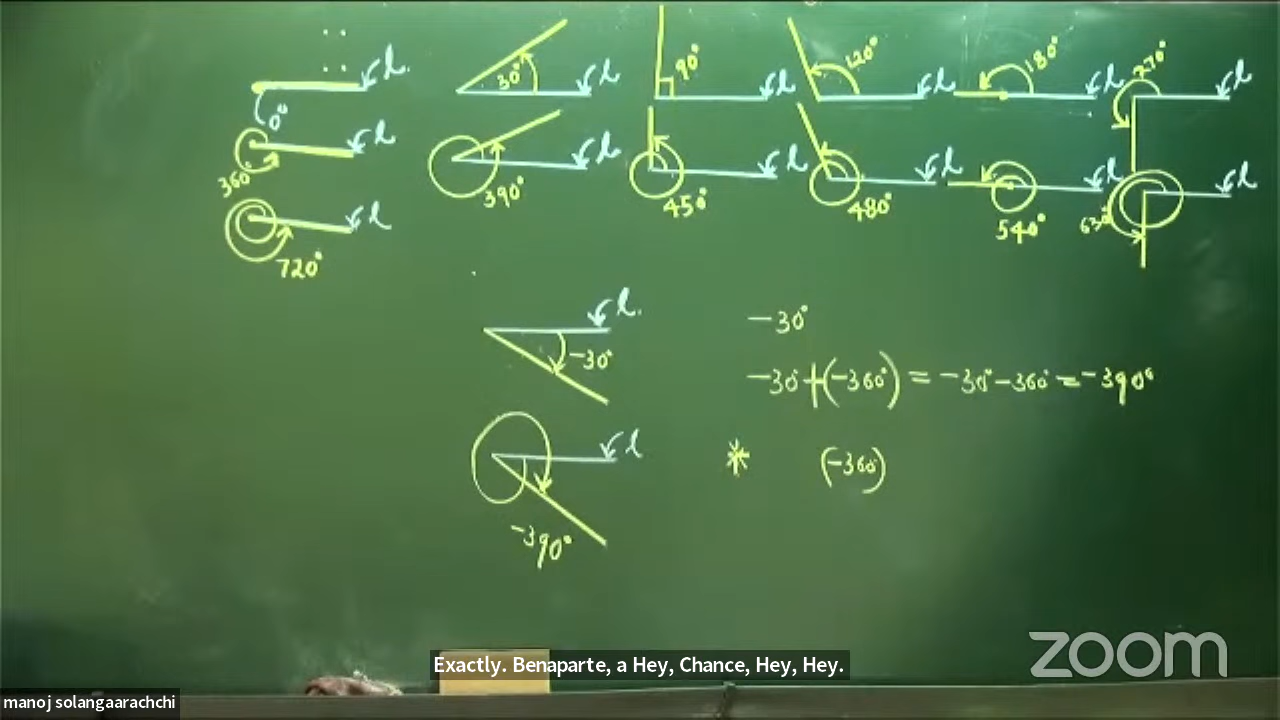 l 30° l 90° l 120° l 180° l 270° l
0°
360° l 390° l 450° l 480° l 540° l 630° l
720° l
l
-30°
-30°
-30°+(-360°) = -30°-360° = -390°
l
* (-360°)
-390°
Exactly. Benaparte, a Hey, Chance, Hey, Hey.
zoom
manoj solangaarachchi